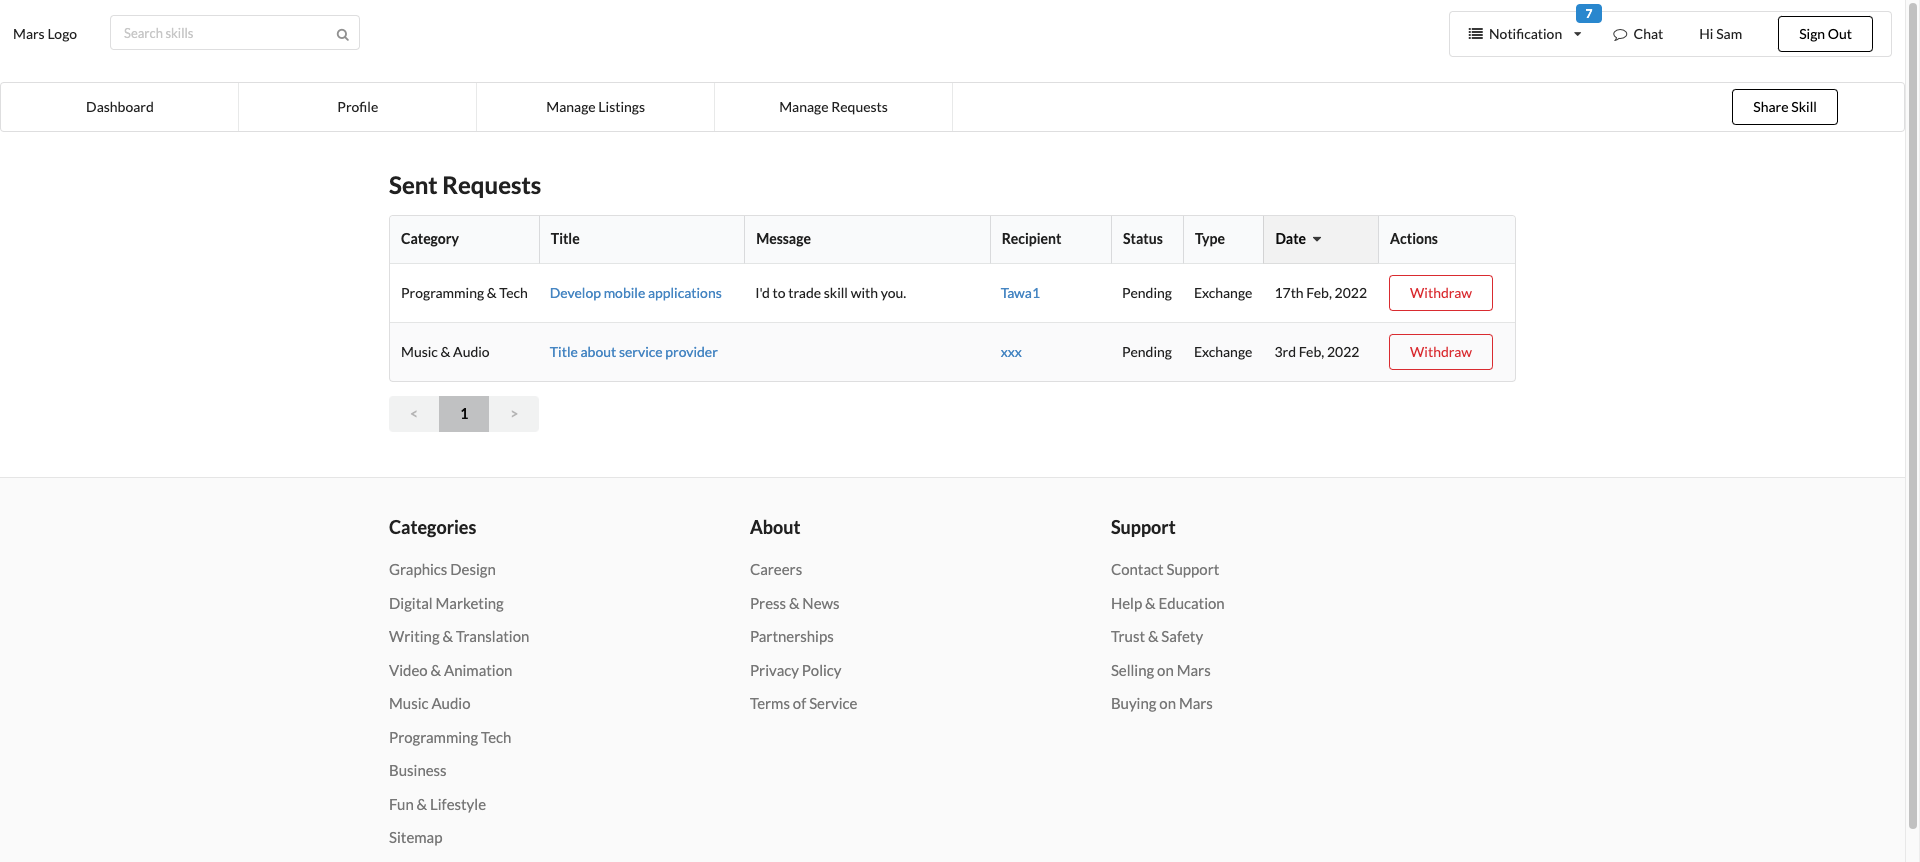 Mars Logo
Search skills
7
Notification
Chat
Hi Sam
Sign Out
Dashboard
Profile
Manage Listings
Manage Requests
Share Skill
Sent Requests
Category Title Message Recipient Status Type Date Actions
Programming & Tech Develop mobile applications I'd to trade skill with you. Tawa1 Pending Exchange 17th Feb, 2022 Withdraw
Music & Audio Title about service provider xxx Pending Exchange 3rd Feb, 2022 Withdraw
< 1 >
Categories
Graphics Design
Digital Marketing
Writing & Translation
Video & Animation
Music Audio
Programming Tech
Business
Fun & Lifestyle
Sitemap
About
Careers
Press & News
Partnerships
Privacy Policy
Terms of Service
Support
Contact Support
Help & Education
Trust & Safety
Selling on Mars
Buying on Mars